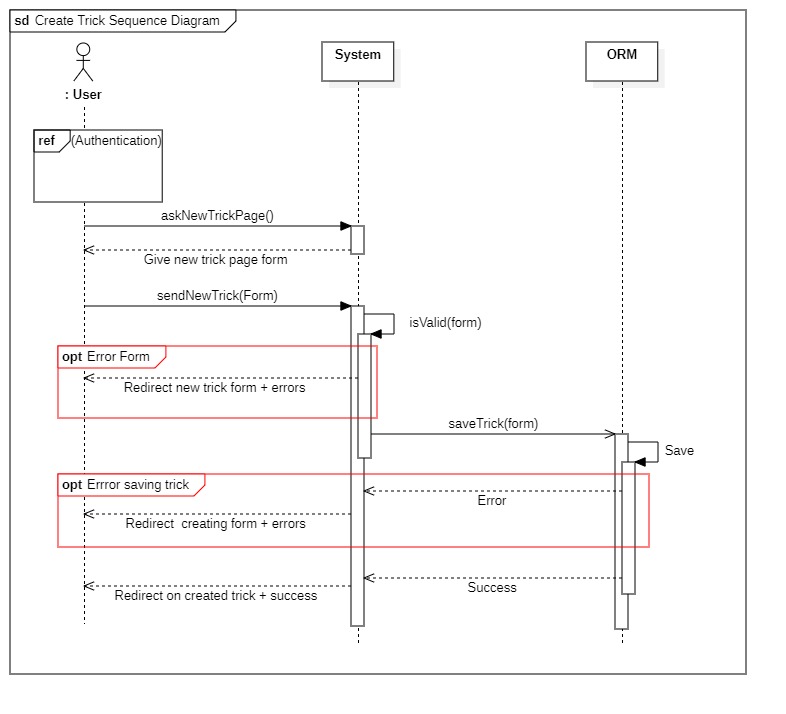 sd Create Trick Sequence Diagram
System
ORM
: User
ref (Authentication)
askNewTrickPage()
Give new trick page form
sendNewTrick(Form)
isValid(form)
opt Error Form
Redirect new trick form + errors
saveTrick(form)
Save
opt Errror saving trick
Error
Redirect creating form + errors
Success
Redirect on created trick + success